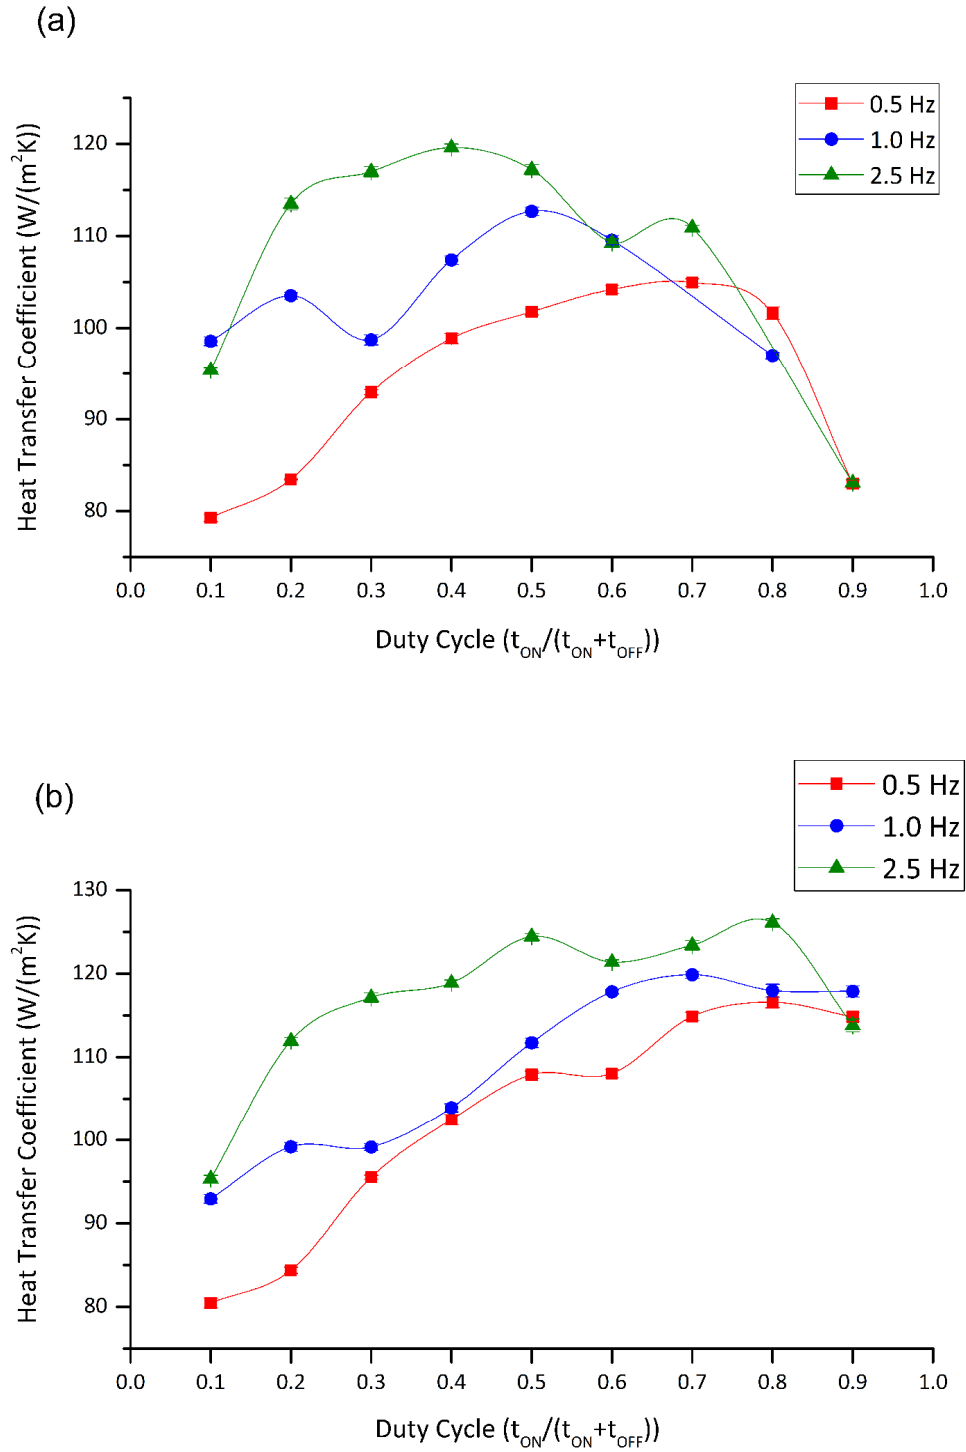 (a)
0.5 Hz
1.0 Hz
2.5 Hz
Heat Transfer Coefficient (W/(m²K))
120
110
100
90
80
0.0 0.1 0.2 0.3 0.4 0.5 0.6 0.7 0.8 0.9 1.0
Duty Cycle (tON/(tON+tOFF))
(b)
0.5 Hz
1.0 Hz
2.5 Hz
Heat Transfer Coefficient (W/(m²K))
130
120
110
100
90
80
0.0 0.1 0.2 0.3 0.4 0.5 0.6 0.7 0.8 0.9 1.0
Duty Cycle (tON/(tON+tOFF))